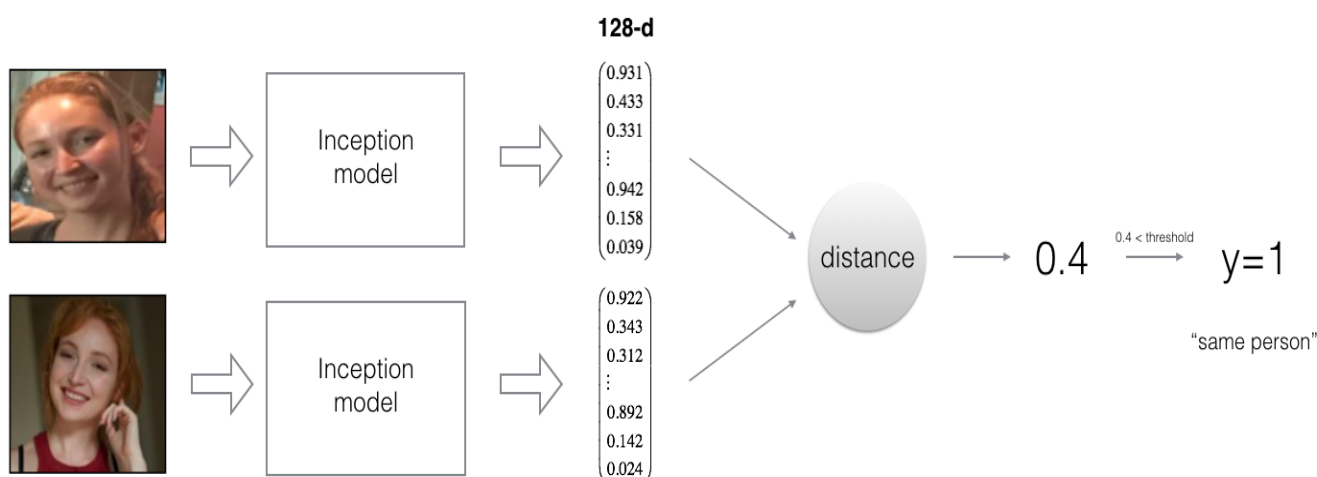 128-d
Inception
model
0.931
0.433
0.331
⋮
0.942
0.158
0.039
Inception
model
0.922
0.343
0.312
⋮
0.892
0.142
0.024
distance
0.4
0.4 < threshold
y=1
“same person”